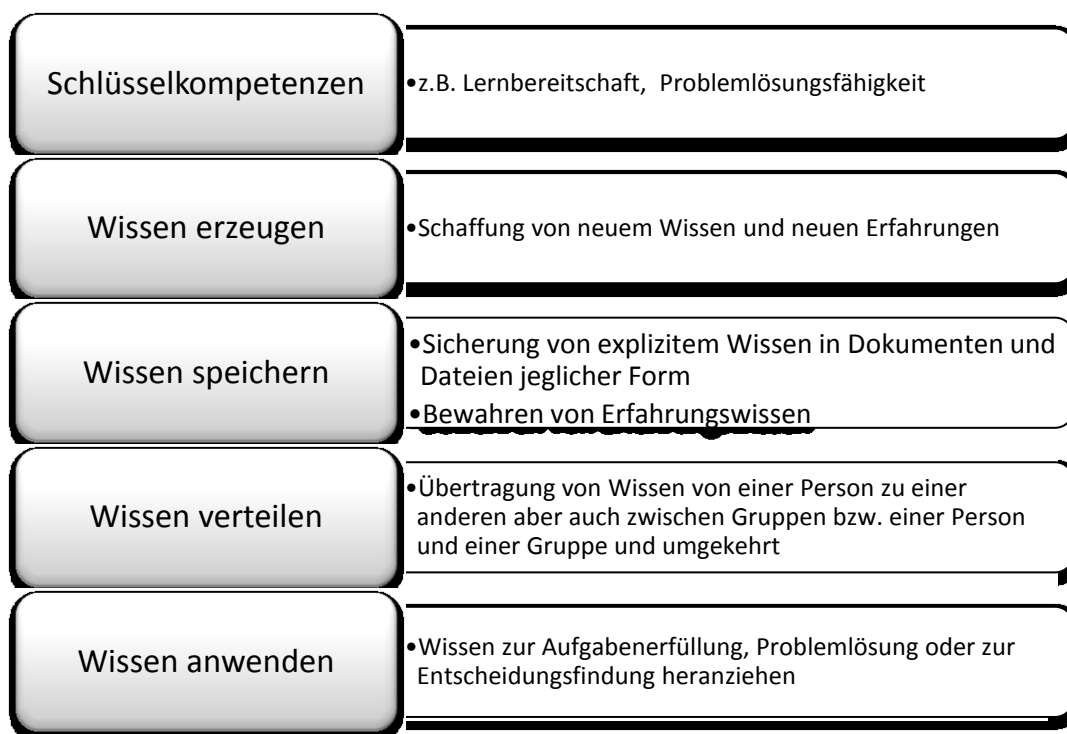 Schlüsselkompetenzen
•z.B. Lernbereitschaft, Problemlösungsfähigkeit
Wissen erzeugen
•Schaffung von neuem Wissen und neuen Erfahrungen
Wissen speichern
•Sicherung von explizitem Wissen in Dokumenten und
Dateien jeglicher Form
•Bewahren von Erfahrungswissen
Wissen verteilen
•Übertragung von Wissen von einer Person zu einer
anderen aber auch zwischen Gruppen bzw. einer Person
und einer Gruppe und umgekehrt
Wissen anwenden
•Wissen zur Aufgabenerfüllung, Problemlösung oder zur
Entscheidungsfindung heranziehen